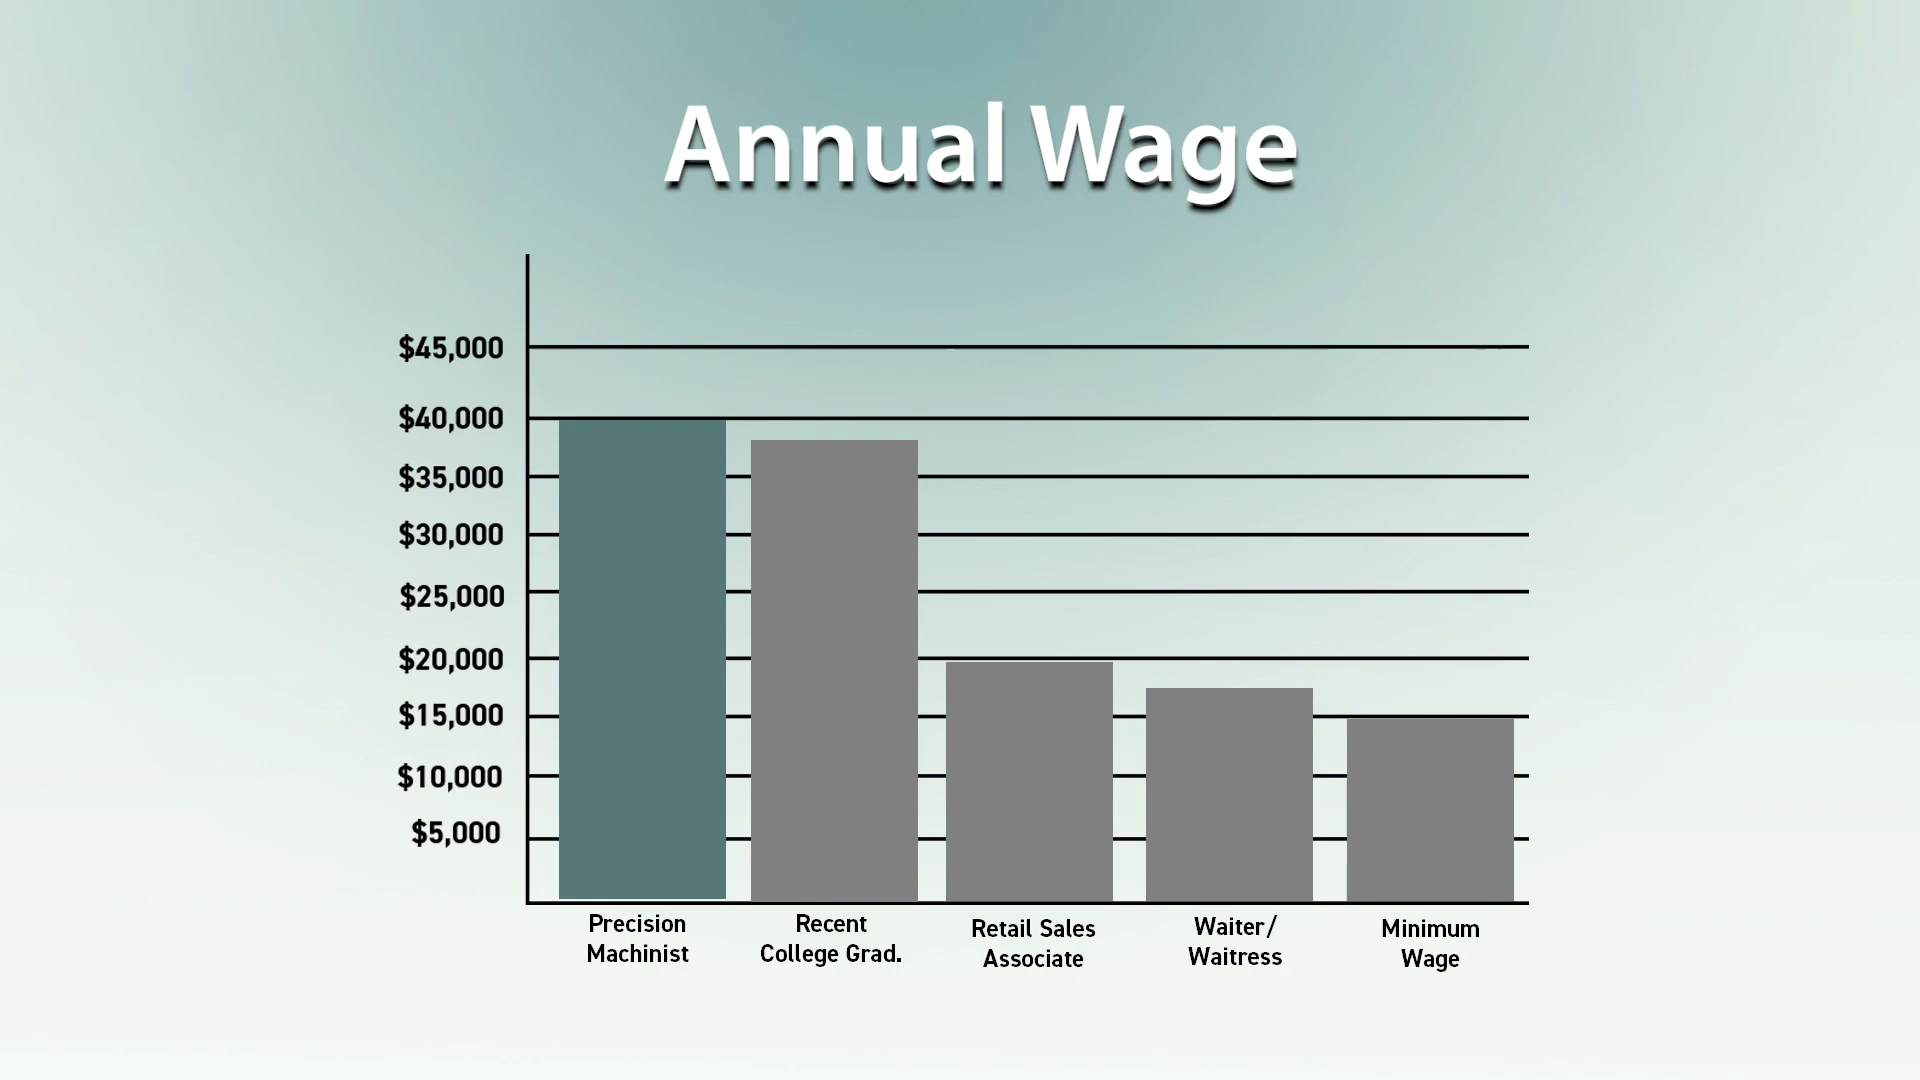 Annual Wage
$45,000
$40,000
$35,000
$30,000
$25,000
$20,000
$15,000
$10,000
$5,000
Precision
Machinist
Recent
College Grad.
Retail Sales
Associate
Waiter/
Waitress
Minimum
Wage